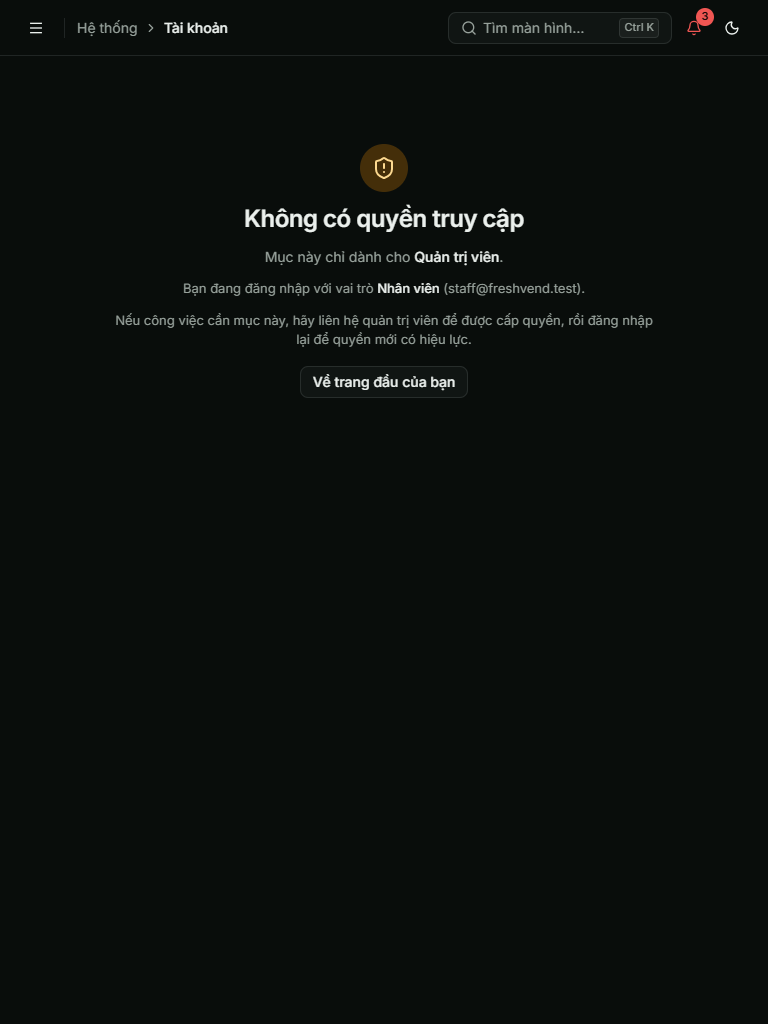 Hệ thống > Tài khoản
Tìm màn hình... Ctrl K
3
Không có quyền truy cập
Mục này chỉ dành cho Quản trị viên.
Bạn đang đăng nhập với vai trò Nhân viên (staff@freshvend.test).
Nếu công việc cần mục này, hãy liên hệ quản trị viên để được cấp quyền, rồi đăng nhập
lại để quyền mới có hiệu lực.
Về trang đầu của bạn